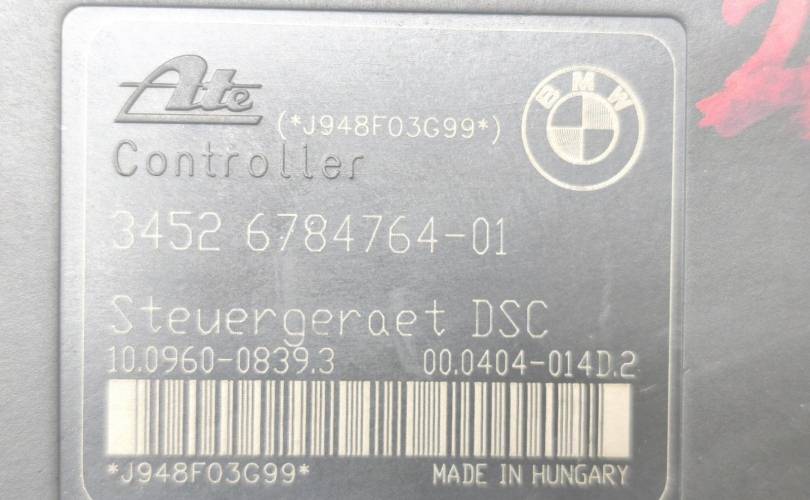 Ate
(*J948F03G99*)
BMW
Controller
3452 6784764-01
Steuergeraet DSC
10.0960-0839.3 00.0404-014D.2
*J948F03G99*
MADE IN HUNGARY